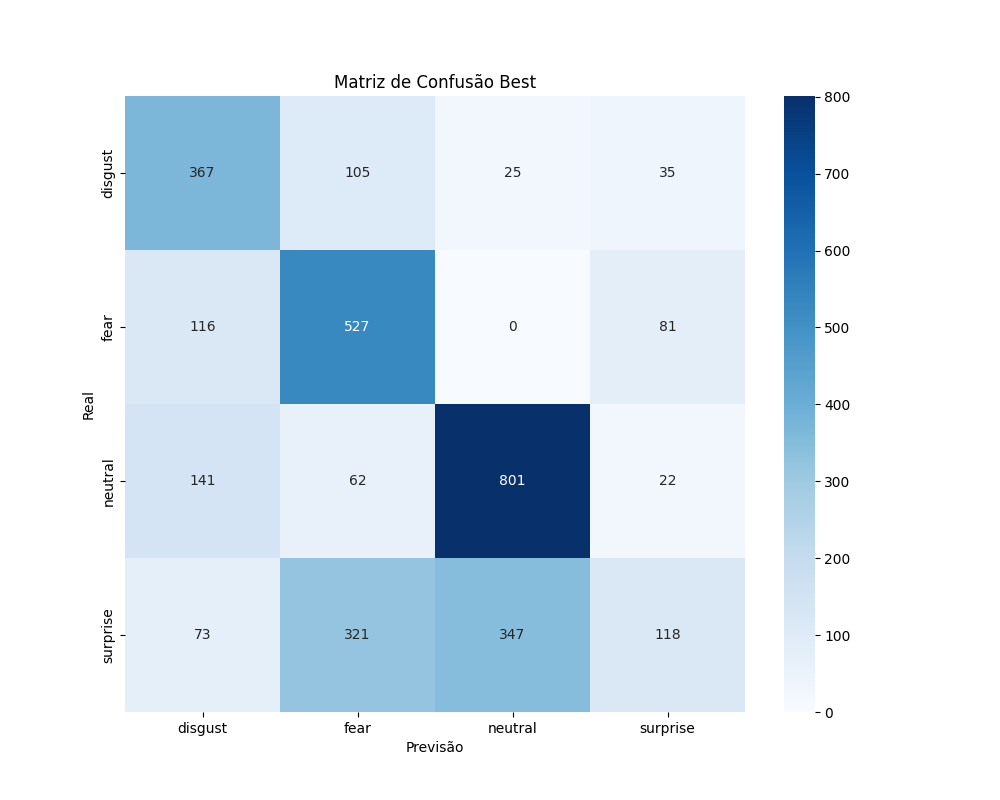 Matriz de Confusão Best
disgust
367 105 25 35
fear
116 527 0 81
neutral
141 62 801 22
surprise
73 321 347 118
Real
disgust fear neutral surprise
Previsão
800
700
600
500
400
300
200
100
0